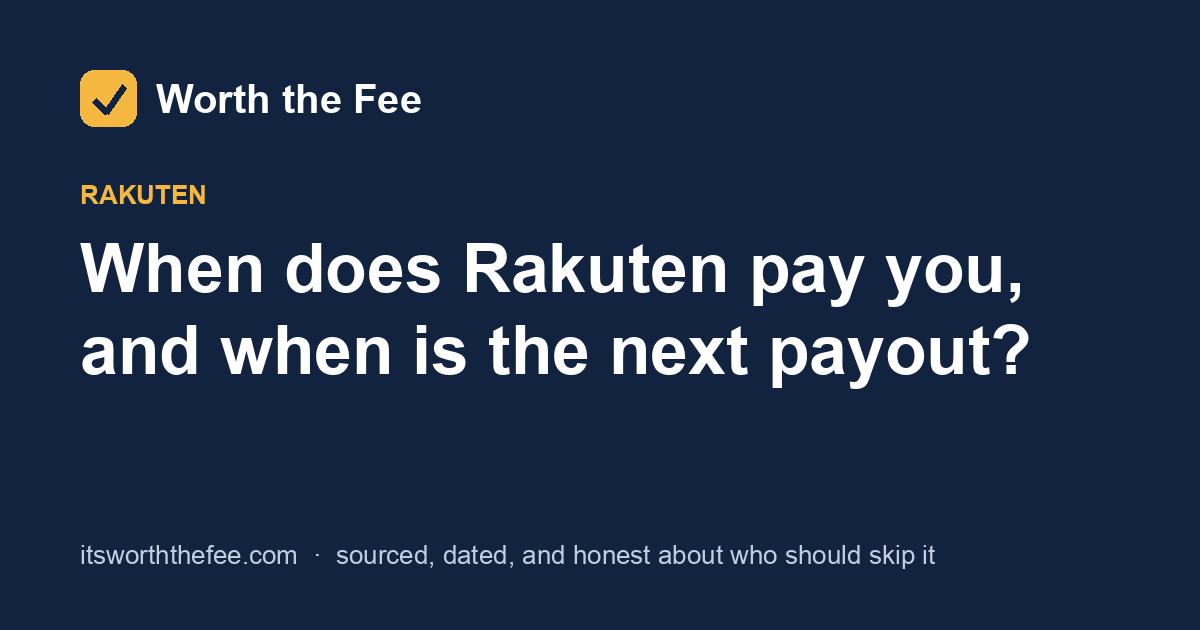 Worth the Fee
RAKUTEN
When does Rakuten pay you,
and when is the next payout?
itsworththefee.com · sourced, dated, and honest about who should skip it